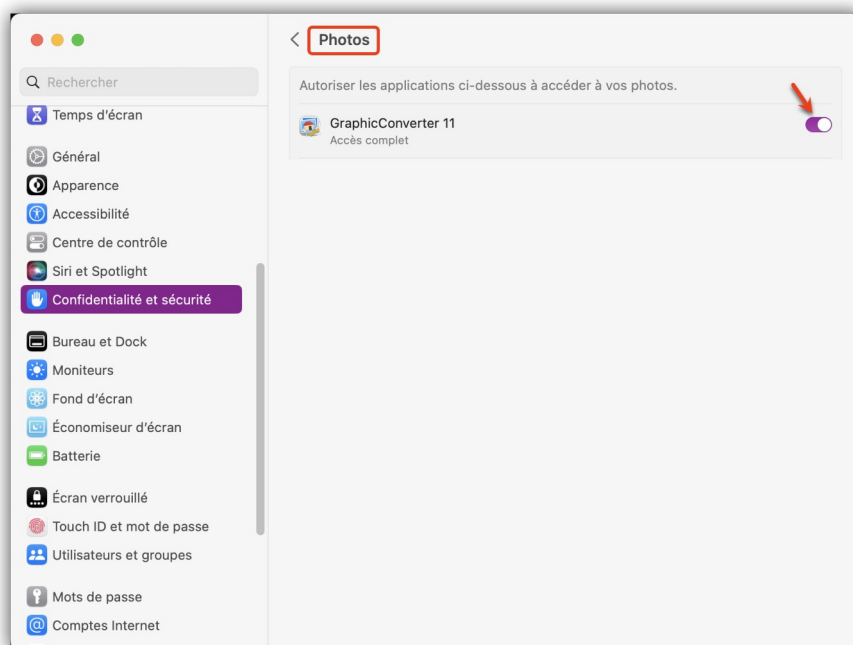 Rechercher
Temps d'écran
Général
Apparence
Accessibilité
Centre de contrôle
Siri et Spotlight
Confidentialité et sécurité
Bureau et Dock
Moniteurs
Fond d'écran
Économiseur d'écran
Batterie
Écran verrouillé
Touch ID et mot de passe
Utilisateurs et groupes
Mots de passe
Comptes Internet
Photos
Autoriser les applications ci-dessous à accéder à vos photos.
GraphicConverter 11
Accès complet